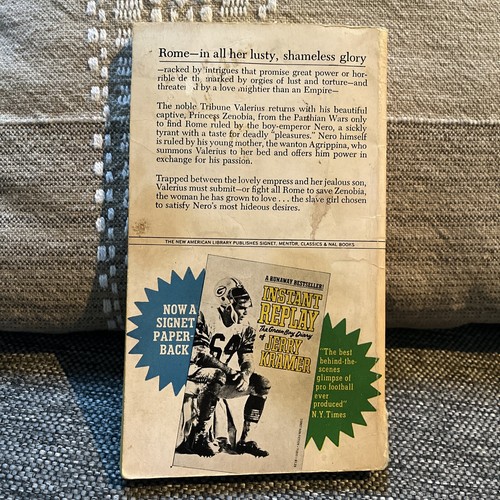 Rome—in all her lusty, shameless glory
—racked by intrigues that promise great power or hor-
rible death, marked by orgies of lust and torture—and
threatened by a love mightier than an Empire—
The noble Tribune Valerius returns with his beautiful
captive, Princess Zenobia, from the Parthian Wars only
to find Rome ruled by the boy-emperor Nero, a sickly
tyrant with a taste for deadly "pleasures." Nero himself
is ruled by his young mother, the wanton Agrippina, who
summons Valerius to her bed and offers him power in
exchange for his passion.
Trapped between the lovely empress and her jealous son,
Valerius must submit—or fight all Rome to save Zenobia,
the woman he has grown to love . . . the slave girl chosen
to satisfy Nero's most hideous desires.
THE NEW AMERICAN LIBRARY PUBLISHES SIGNET, MENTOR, CLASSICS & NAL BOOKS
NOW A
SIGNET
PAPER-
BACK
A RUNAWAY BESTSELLER!
INSTANT
REPLAY
The Green Bay Diary
of JERRY
KRAMER
64
"The best
behind-the-
scenes
glimpse of
pro football
ever
produced"
N.Y. Times